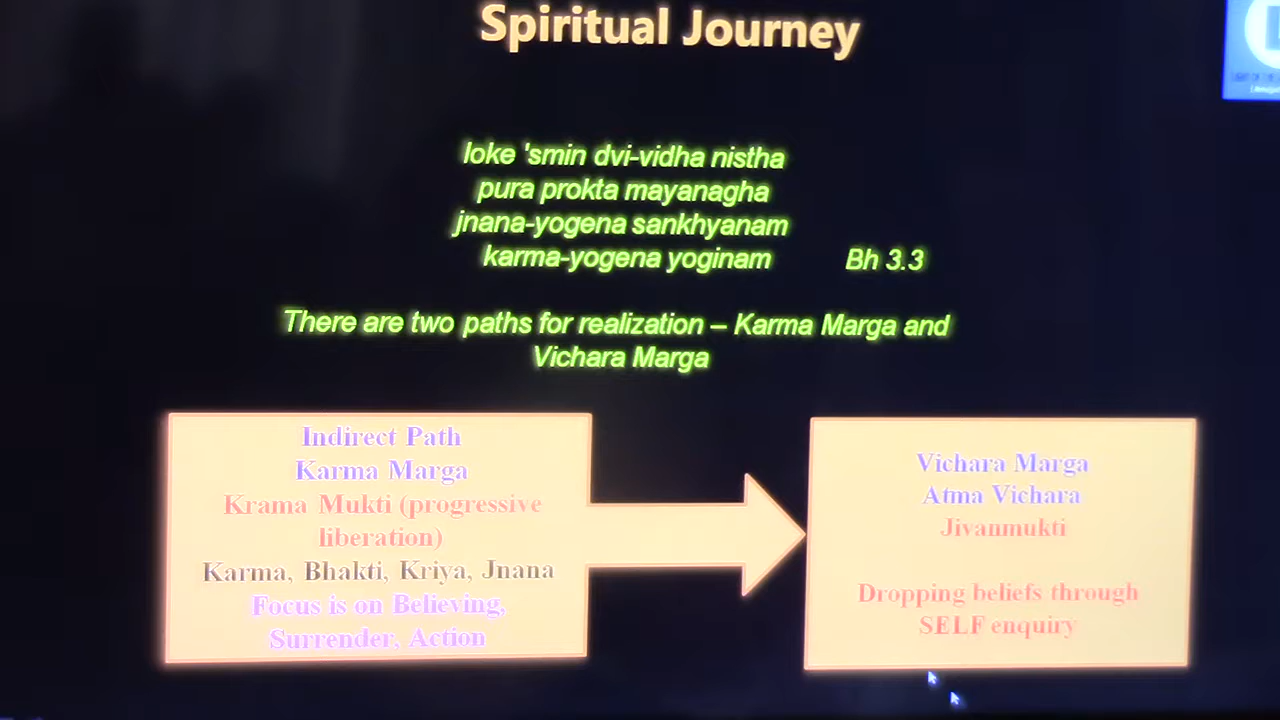 Spiritual Journey
loke 'smin dvi-vidha nistha
pura prokta mayanagha
jnana-yogena sankhyanam
karma-yogena yoginam Bh 3.3
There are two paths for realization – Karma Marga and
Vichara Marga
Indirect Path
Karma Marga
Krama Mukti (progressive
liberation)
Karma, Bhakti, Kriya, Jnana
Focus is on Believing,
Surrender, Action
Vichara Marga
Atma Vichara
Jivanmukti
Dropping beliefs through
SELF enquiry